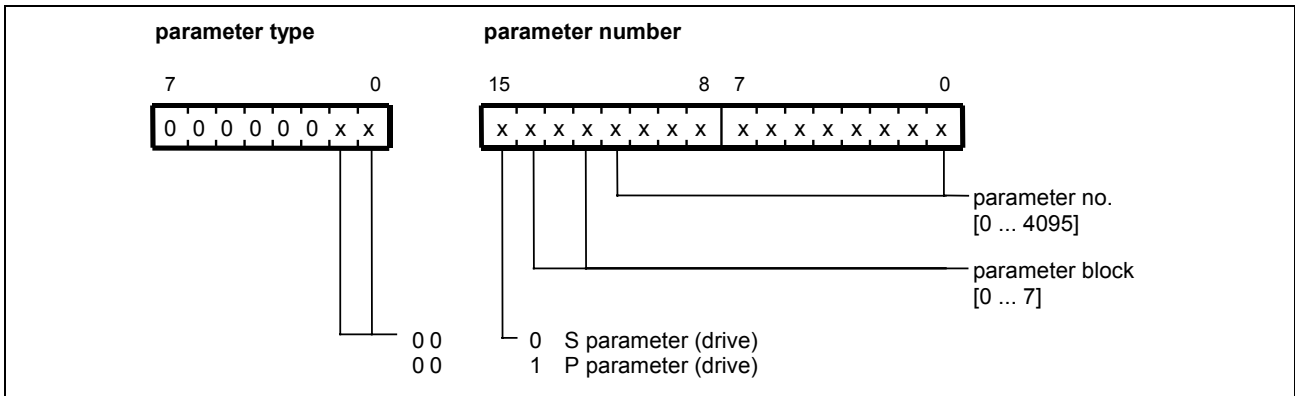 parameter type parameter number
7 0 15 8 7 0
0 0 0 0 0 0 x x x x x x x x x x x x x x x x x x
parameter no.
[0 ... 4095]
parameter block
[0 ... 7]
0 0 0 S parameter (drive)
0 0 1 P parameter (drive)